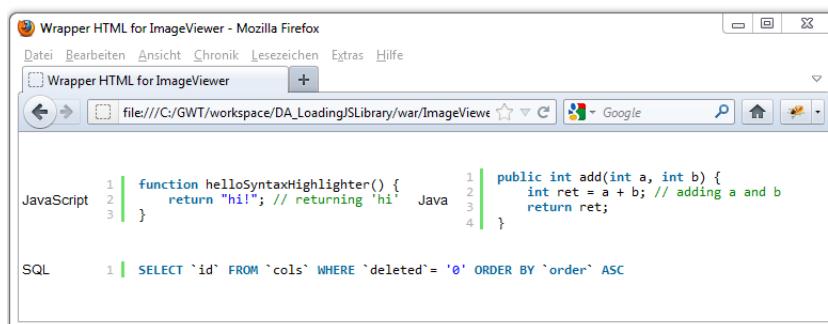 Wrapper HTML for ImageViewer - Mozilla Firefox
Datei Bearbeiten Ansicht Chronik Lesezeichen Extras Hilfe
Wrapper HTML for ImageViewer
file:///C:/GWT/workspace/DA_LoadingJSLibrary/war/ImageViewe Google
JavaScript
1 function helloSyntaxHighlighter() {
2 return "hi!"; // returning 'hi'
3 }
Java
1 public int add(int a, int b) {
2 int ret = a + b; // adding a and b
3 return ret;
4 }
SQL
1 SELECT `id` FROM `cols` WHERE `deleted`= '0' ORDER BY `order` ASC